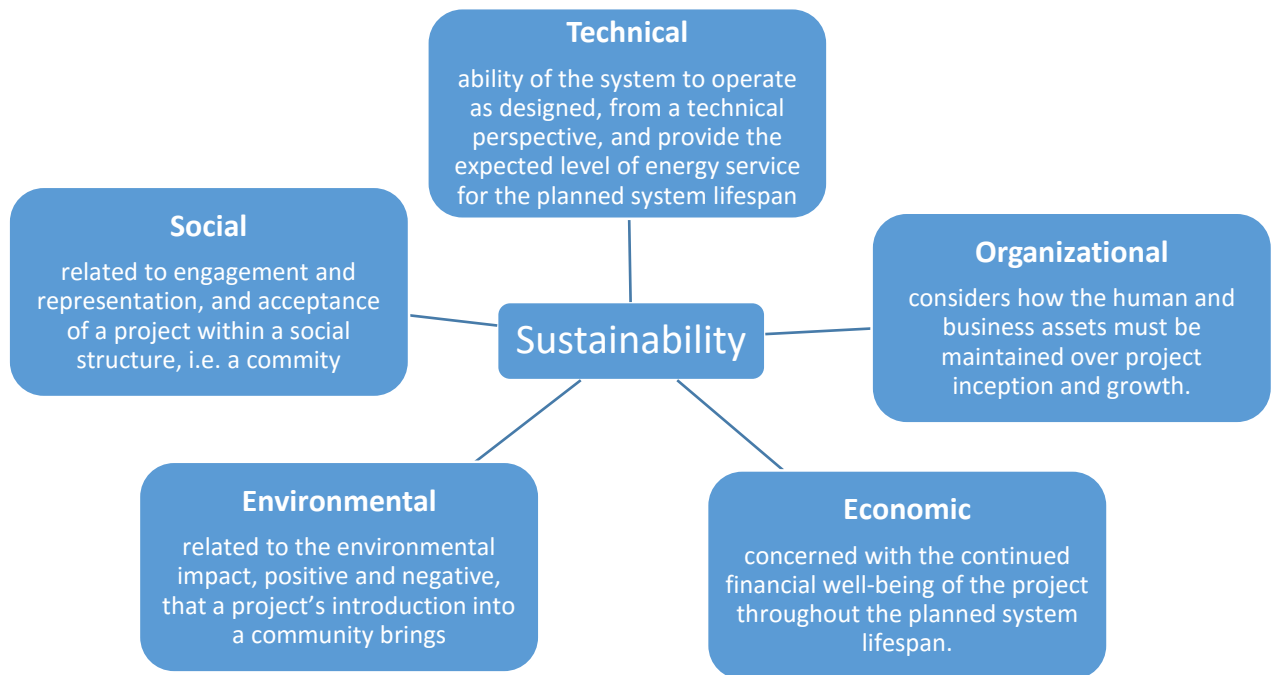 Technical
ability of the system to operate
as designed, from a technical
perspective, and provide the
expected level of energy service
for the planned system lifespan
Social
related to engagement and
representation, and acceptance
of a project within a social
structure, i.e. a commity
Organizational
considers how the human and
business assets must be
maintained over project
inception and growth.
Sustainability
Environmental
related to the environmental
impact, positive and negative,
that a project’s introduction into
a community brings
Economic
concerned with the continued
financial well-being of the project
throughout the planned system
lifespan.